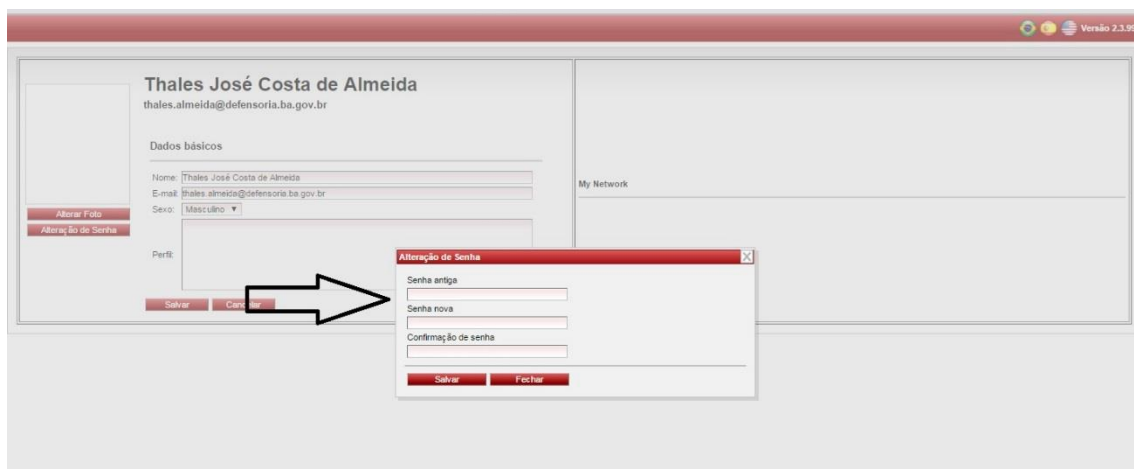 Versão 2.3.99
Thales José Costa de Almeida
thales.almeida@defensoria.ba.gov.br
Dados básicos
Nome: Thales José Costa de Almeida
E-mail: thales.almeida@defensoria.ba.gov.br
Sexo: Masculino
Alterar Foto
Alteração de Senha
Perfil:
Salvar Cancelar
My Network
Alteração de Senha
Senha antiga
Senha nova
Confirmação de senha
Salvar Fechar